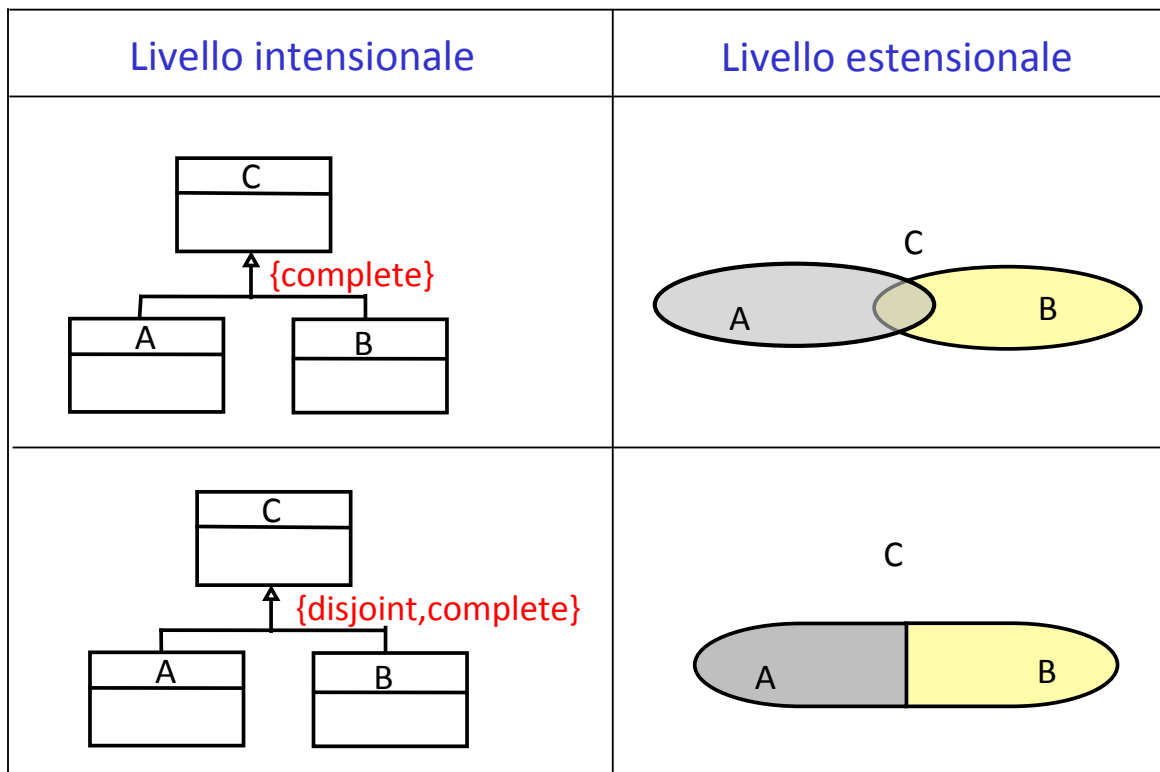 Livello intensionale
Livello estensionale
C
{complete}
A
B
C
A
B
C
{disjoint,complete}
A
B
C
A
B